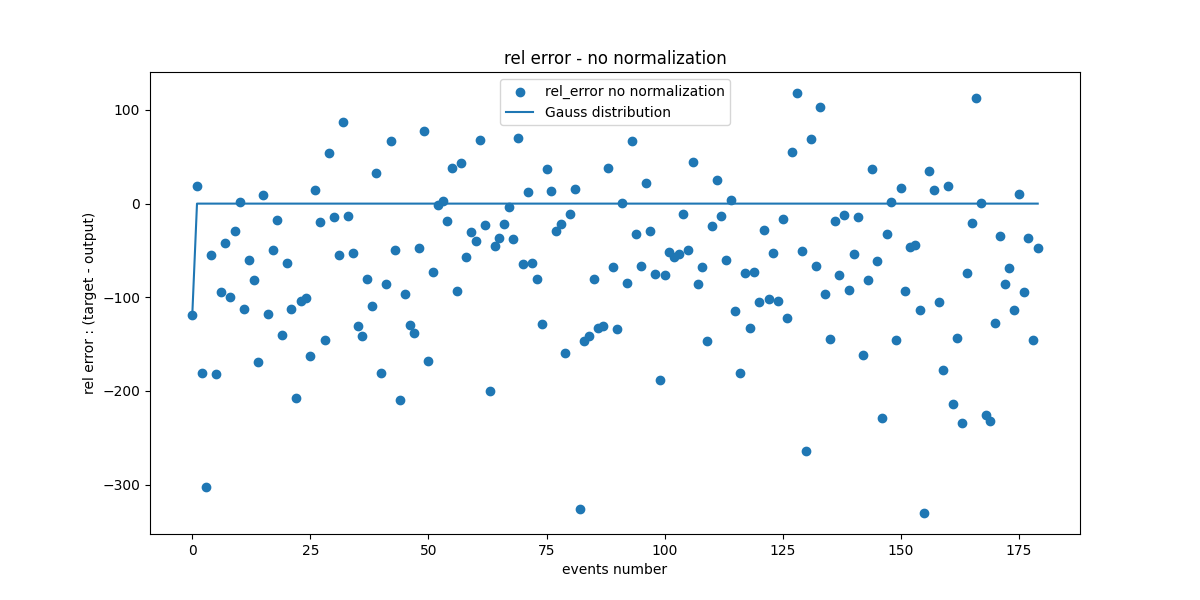 rel error - no normalization
rel_error no normalization
Gauss distribution
rel error : (target - output)
100
0
−100
−200
−300
0
25
50
75
100
125
150
175
events number